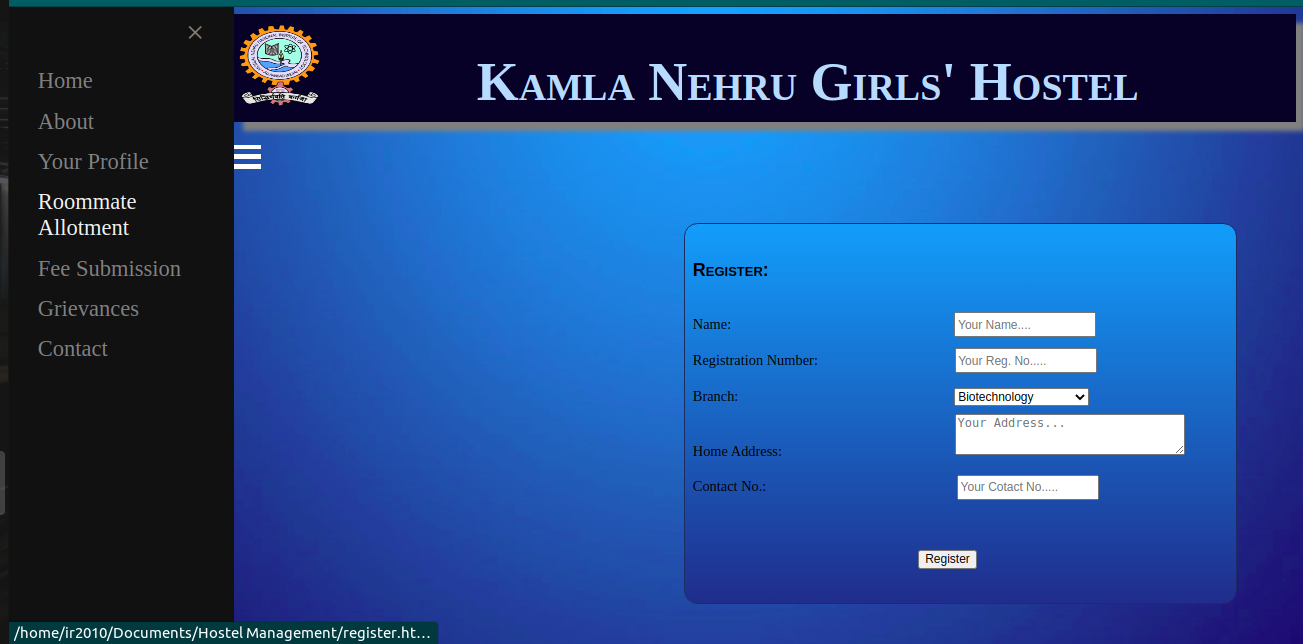 ×
Home
About
Your Profile
Roommate
Allotment
Fee Submission
Grievances
Contact
Kamla Nehru Girls' Hostel
Register:
Name:
Your Name....
Registration Number:
Your Reg. No.....
Branch:
Biotechnology
Home Address:
Your Address...
Contact No.:
Your Cotact No.....
Register
/home/ir2010/Documents/Hostel Management/register.ht...